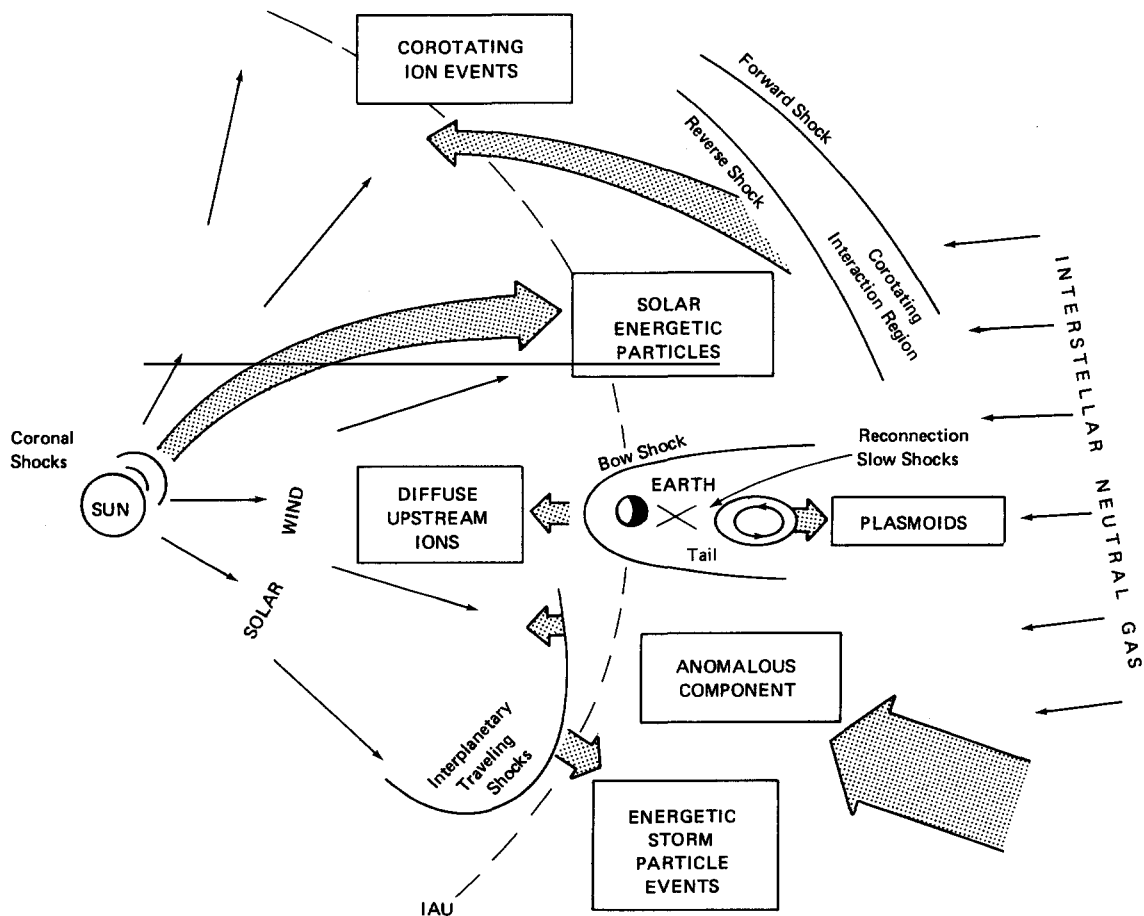 COROTATING
ION EVENTS
Forward Shock
Reverse Shock
Corotating
Interaction Region
SOLAR
ENERGETIC
PARTICLES
INTERSTELLAR NEUTRAL GAS
Coronal
Shocks
SUN
SOLAR WIND
DIFFUSE
UPSTREAM
IONS
Bow Shock
EARTH
Tail
Reconnection
Slow Shocks
PLASMOIDS
ANOMALOUS
COMPONENT
Interplanetary
Traveling
Shocks
ENERGETIC
STORM
PARTICLE
EVENTS
IAU